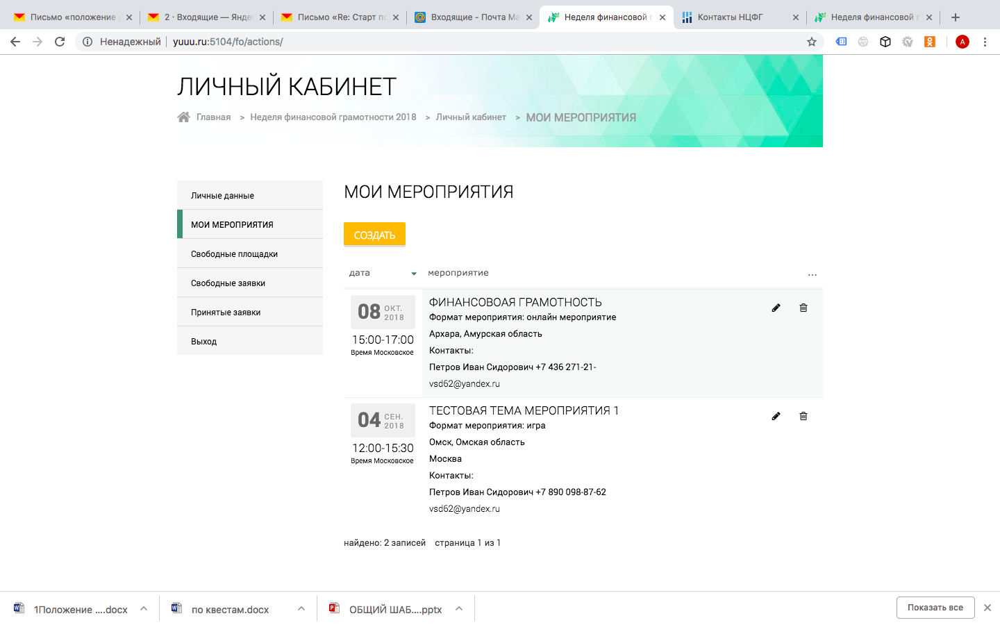 Письмо «положение д
2 · Входящие — Янде
Письмо «Re: Старт по
Входящие - Почта Ma
Неделя финансовой г
Контакты НЦФГ
Неделя финансовой г
Ненадежный yuuu.ru:5104/fo/actions/
A
ЛИЧНЫЙ КАБИНЕТ
Главная > Неделя финансовой грамотности 2018 > Личный кабинет > МОИ МЕРОПРИЯТИЯ
Личные данные
МОИ МЕРОПРИЯТИЯ
Свободные площадки
Свободные заявки
Принятые заявки
Выход
МОИ МЕРОПРИЯТИЯ
СОЗДАТЬ
дата мероприятие ...
08 ОКТ. 2018
15:00-17:00
Время Московское
ФИНАНСОВОАЯ ГРАМОТНОСТЬ
Формат мероприятия: онлайн мероприятие
Архара, Амурская область
Контакты:
Петров Иван Сидорович +7 436 271-21-
vsd62@yandex.ru
04 СЕН. 2018
12:00-15:30
Время Московское
ТЕСТОВАЯ ТЕМА МЕРОПРИЯТИЯ 1
Формат мероприятия: игра
Омск, Омская область
Москва
Контакты:
Петров Иван Сидорович +7 890 098-87-62
vsd62@yandex.ru
найдено: 2 записей страница 1 из 1
1Положение ....docx
по квестам.docx
ОБЩИЙ ШАБ....pptx
Показать все